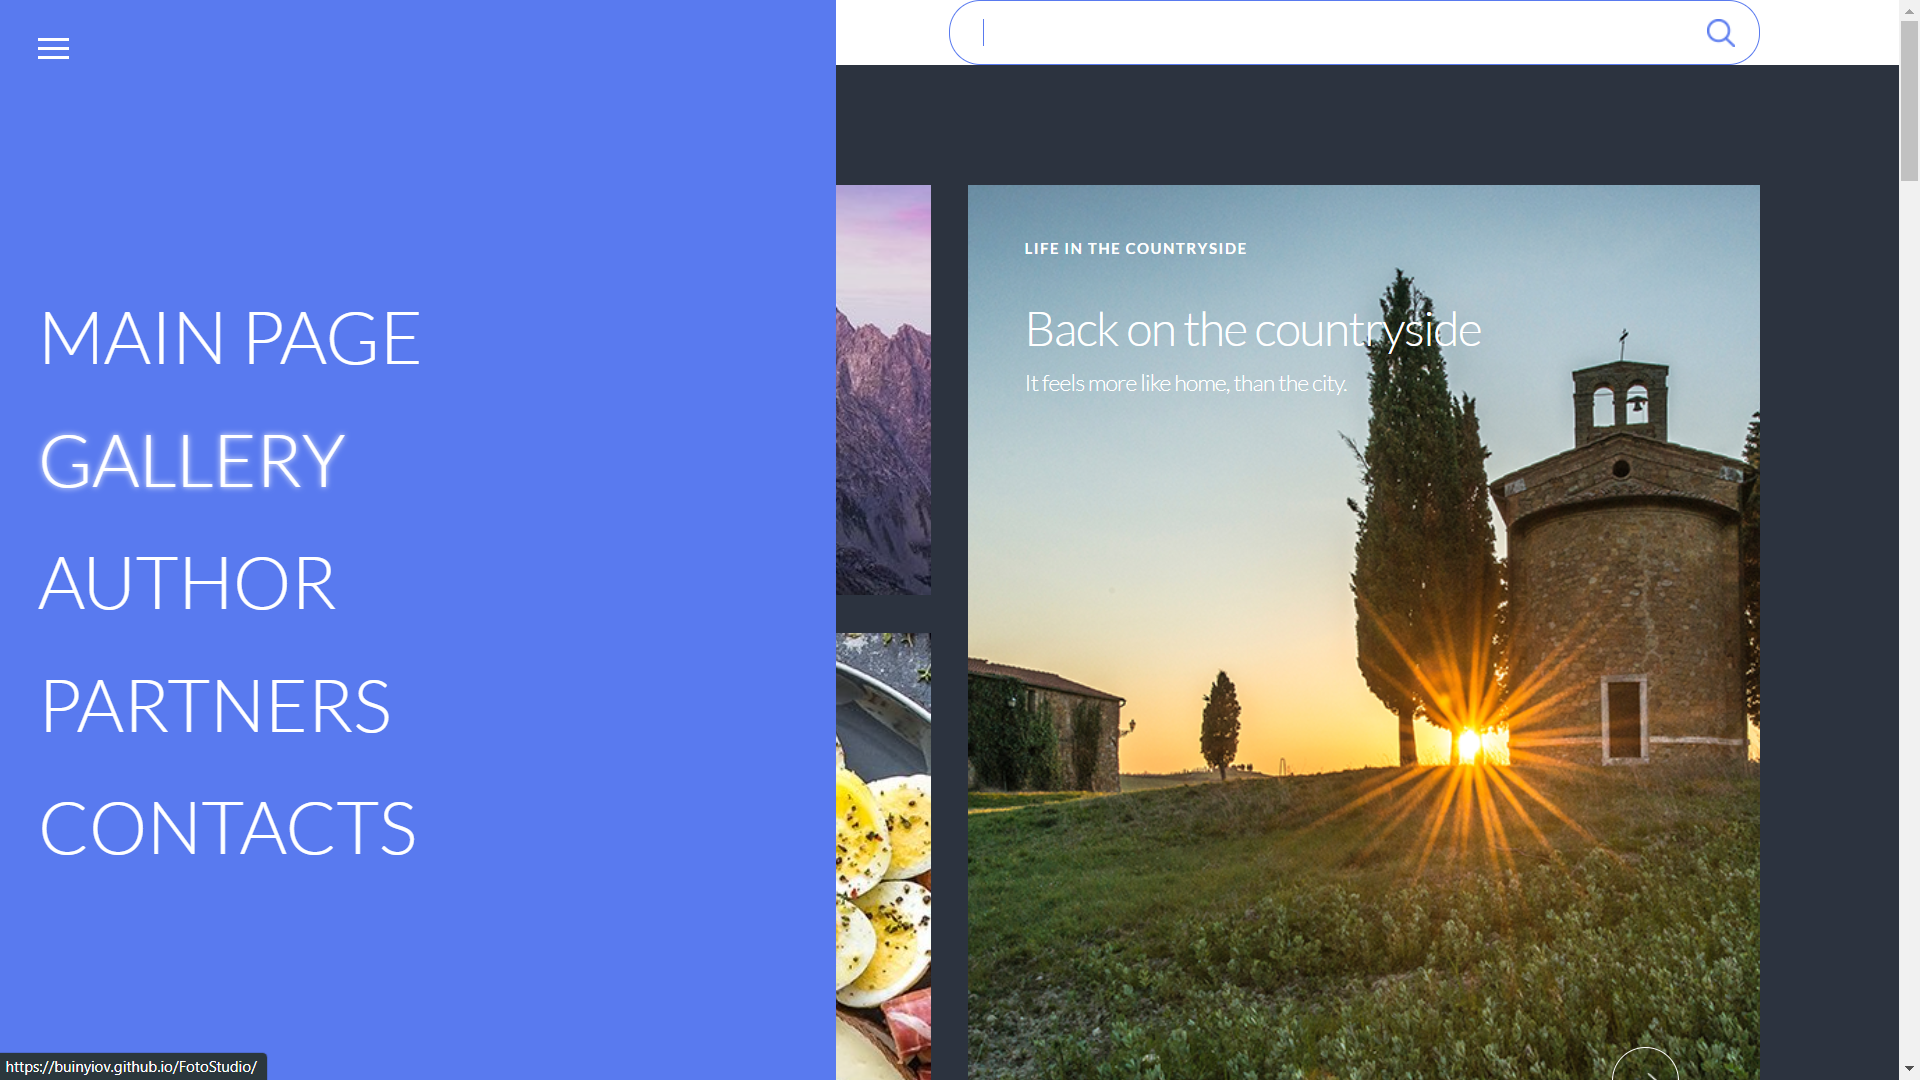 MAIN PAGE
GALLERY
AUTHOR
PARTNERS
CONTACTS
LIFE IN THE COUNTRYSIDE
Back on the countryside
It feels more like home, than the city.
https://buinyiov.github.io/FotoStudio/